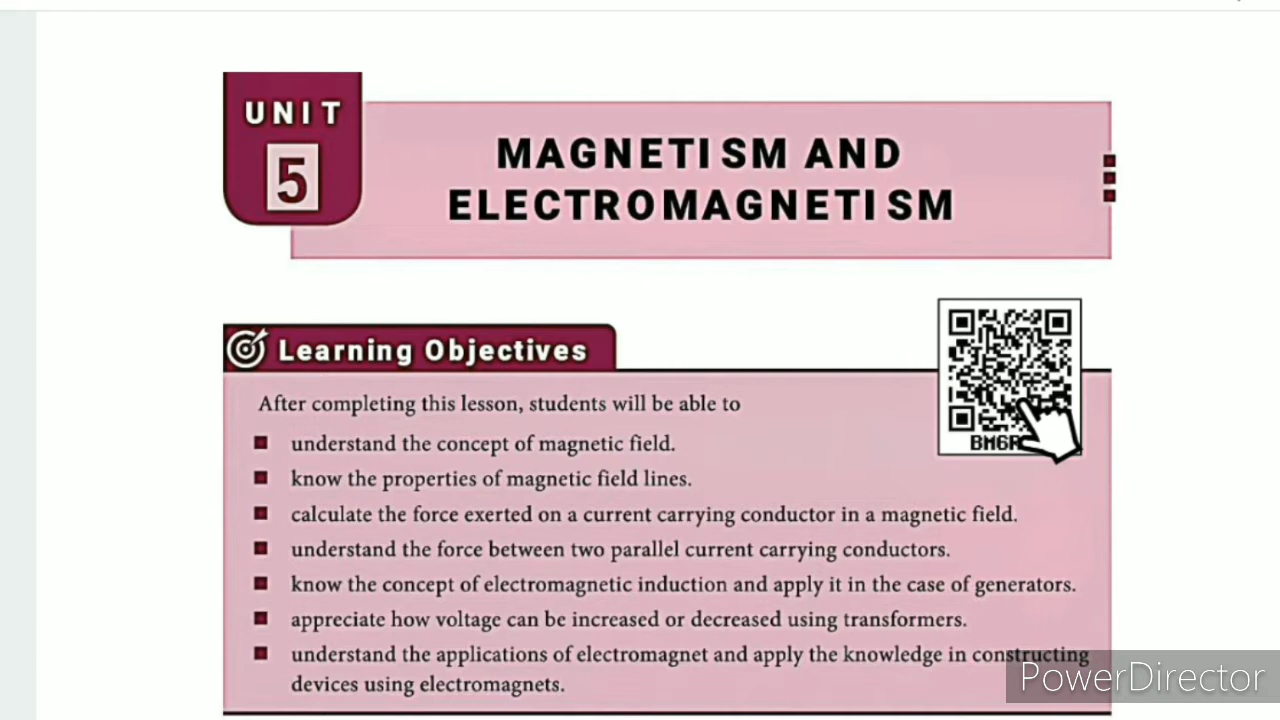 UNIT
5
MAGNETISM AND
ELECTROMAGNETISM
Learning Objectives
After completing this lesson, students will be able to
understand the concept of magnetic field.
know the properties of magnetic field lines.
calculate the force exerted on a current carrying conductor in a magnetic field.
understand the force between two parallel current carrying conductors.
know the concept of electromagnetic induction and apply it in the case of generators.
appreciate how voltage can be increased or decreased using transformers.
understand the applications of electromagnet and apply the knowledge in constructing
devices using electromagnets.
PowerDirector